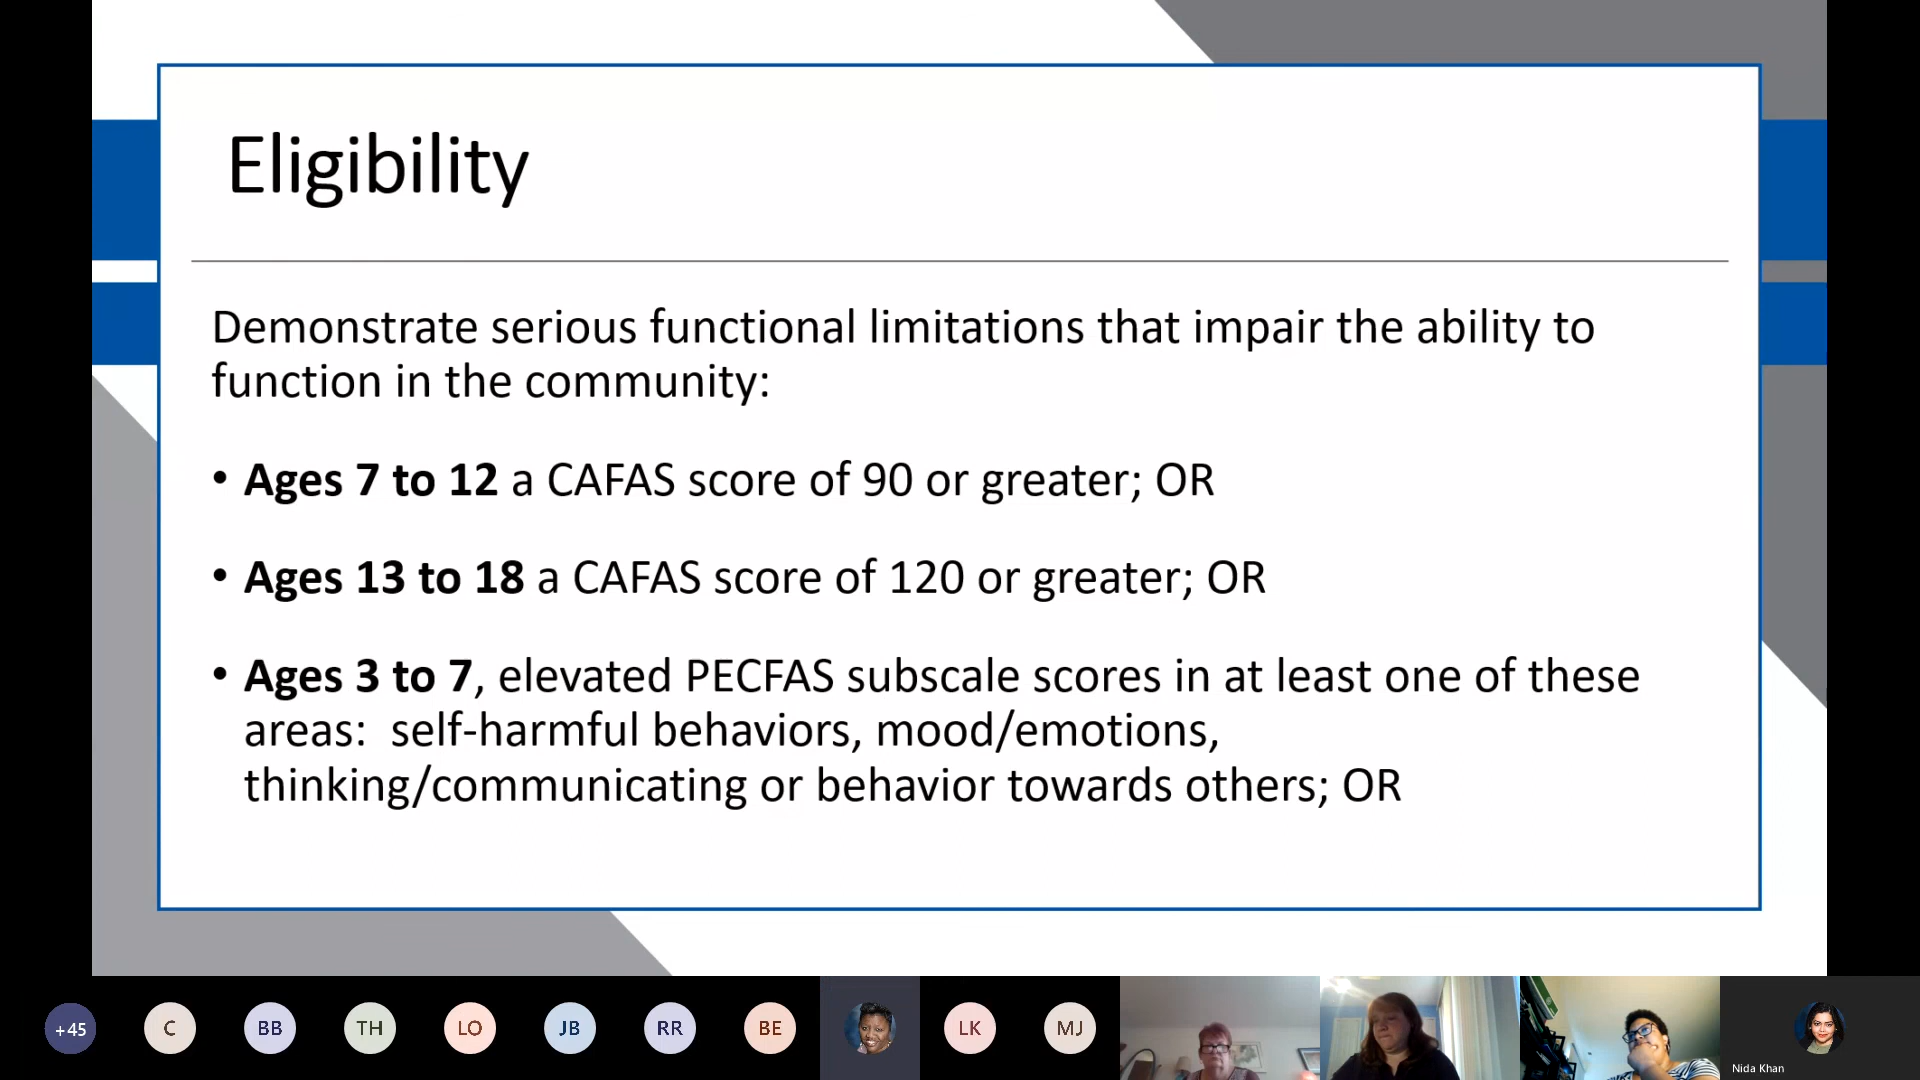 Eligibility
Demonstrate serious functional limitations that impair the ability to
function in the community:
• Ages 7 to 12 a CAFAS score of 90 or greater; OR
• Ages 13 to 18 a CAFAS score of 120 or greater; OR
• Ages 3 to 7, elevated PECFAS subscale scores in at least one of these
areas:  self-harmful behaviors, mood/emotions,
thinking/communicating or behavior towards others; OR
+45 C BB TH LO JB RR BE LK MJ
Nida Khan